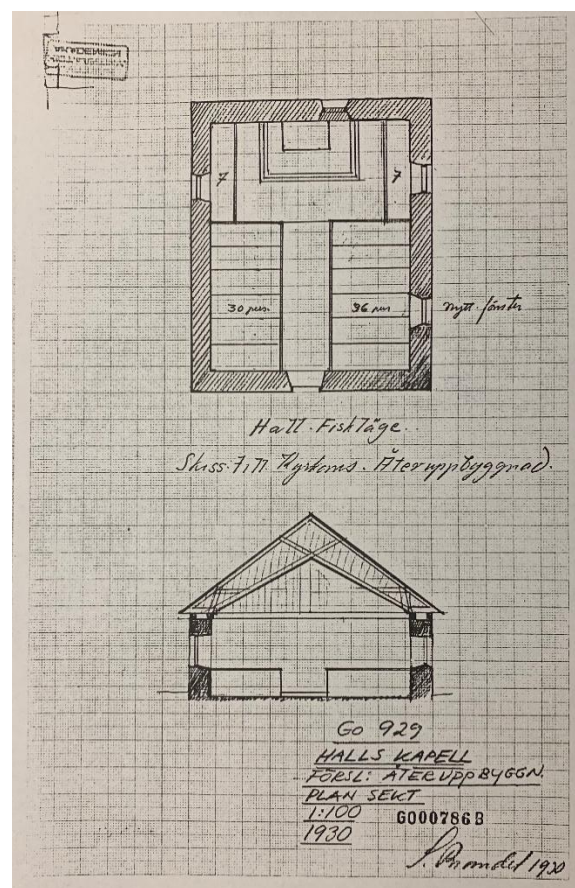 7
7
30 pers.
36 pers
nytt fönster
Hall. Fiskläge.
Skiss till Kyrkans. Återuppbyggnad.
Go 929
HALLS KAPELL
FÖRSL: ÅTERUPPBYGGN.
PLAN SEKT
1:100
G000786B
1930
1930